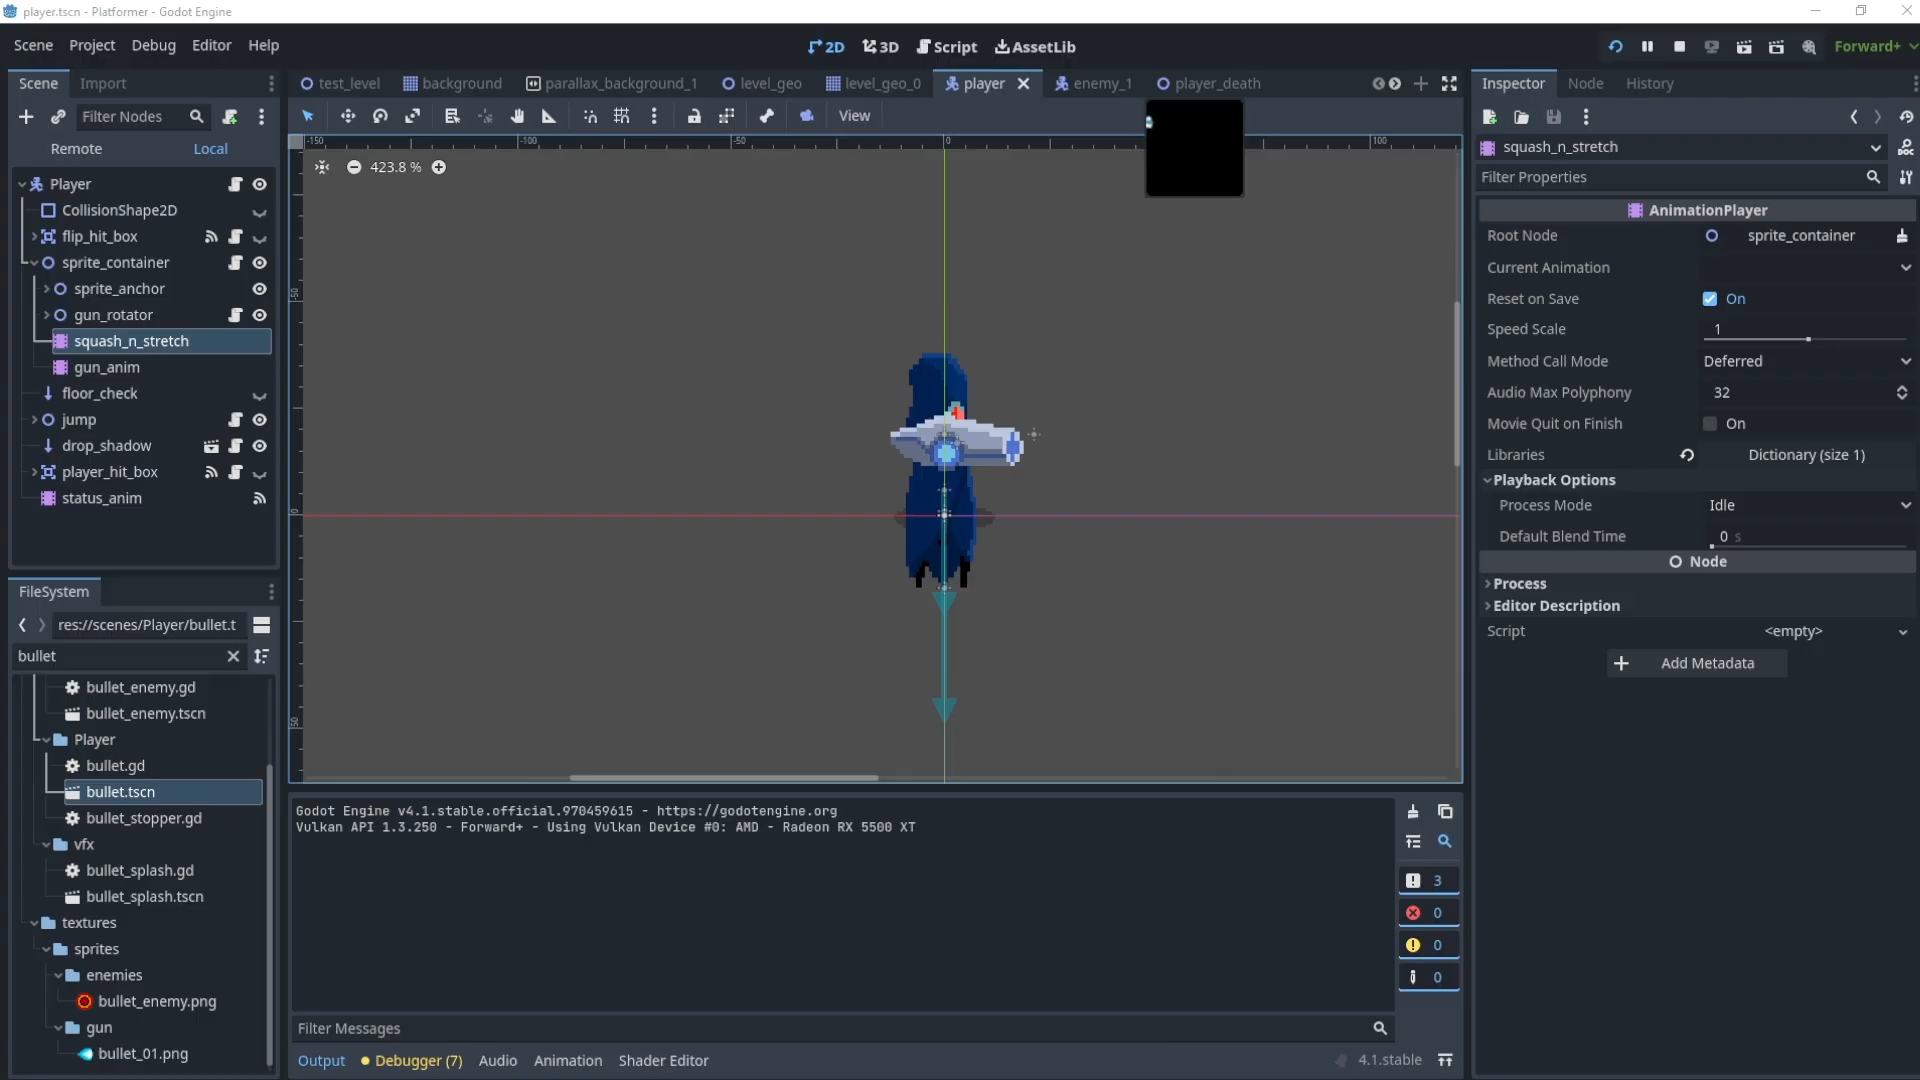 player.tscn - Platformer - Godot Engine
Scene Project Debug Editor Help
2D 3D Script AssetLib
Forward+
Scene Import
test_level background parallax_background_1 level_geo level_geo_0 player enemy_1 player_death
Inspector Node History
Filter Nodes
View
Remote Local
squash_n_stretch
-150 -100 -50 0 100
423.8 %
Filter Properties
Player
CollisionShape2D
flip_hit_box
sprite_container
sprite_anchor
gun_rotator
squash_n_stretch
gun_anim
floor_check
jump
drop_shadow
player_hit_box
status_anim
-50
0
50
AnimationPlayer
Root Node sprite_container
Current Animation
Reset on Save On
Speed Scale 1
Method Call Mode Deferred
Audio Max Polyphony 32
Movie Quit on Finish On
Libraries Dictionary (size 1)
Playback Options
Process Mode Idle
Default Blend Time 0 s
Node
Process
Editor Description
Script <empty>
Add Metadata
FileSystem
res://scenes/Player/bullet.t
bullet
bullet_enemy.gd
bullet_enemy.tscn
Player
bullet.gd
bullet.tscn
bullet_stopper.gd
vfx
bullet_splash.gd
bullet_splash.tscn
textures
sprites
enemies
bullet_enemy.png
gun
bullet_01.png
Godot Engine v4.1.stable.official.970459615 - https://godotengine.org
Vulkan API 1.3.250 - Forward+ - Using Vulkan Device #0: AMD - Radeon RX 5500 XT
3
0
0
0
Filter Messages
Output Debugger (7) Audio Animation Shader Editor 4.1.stable